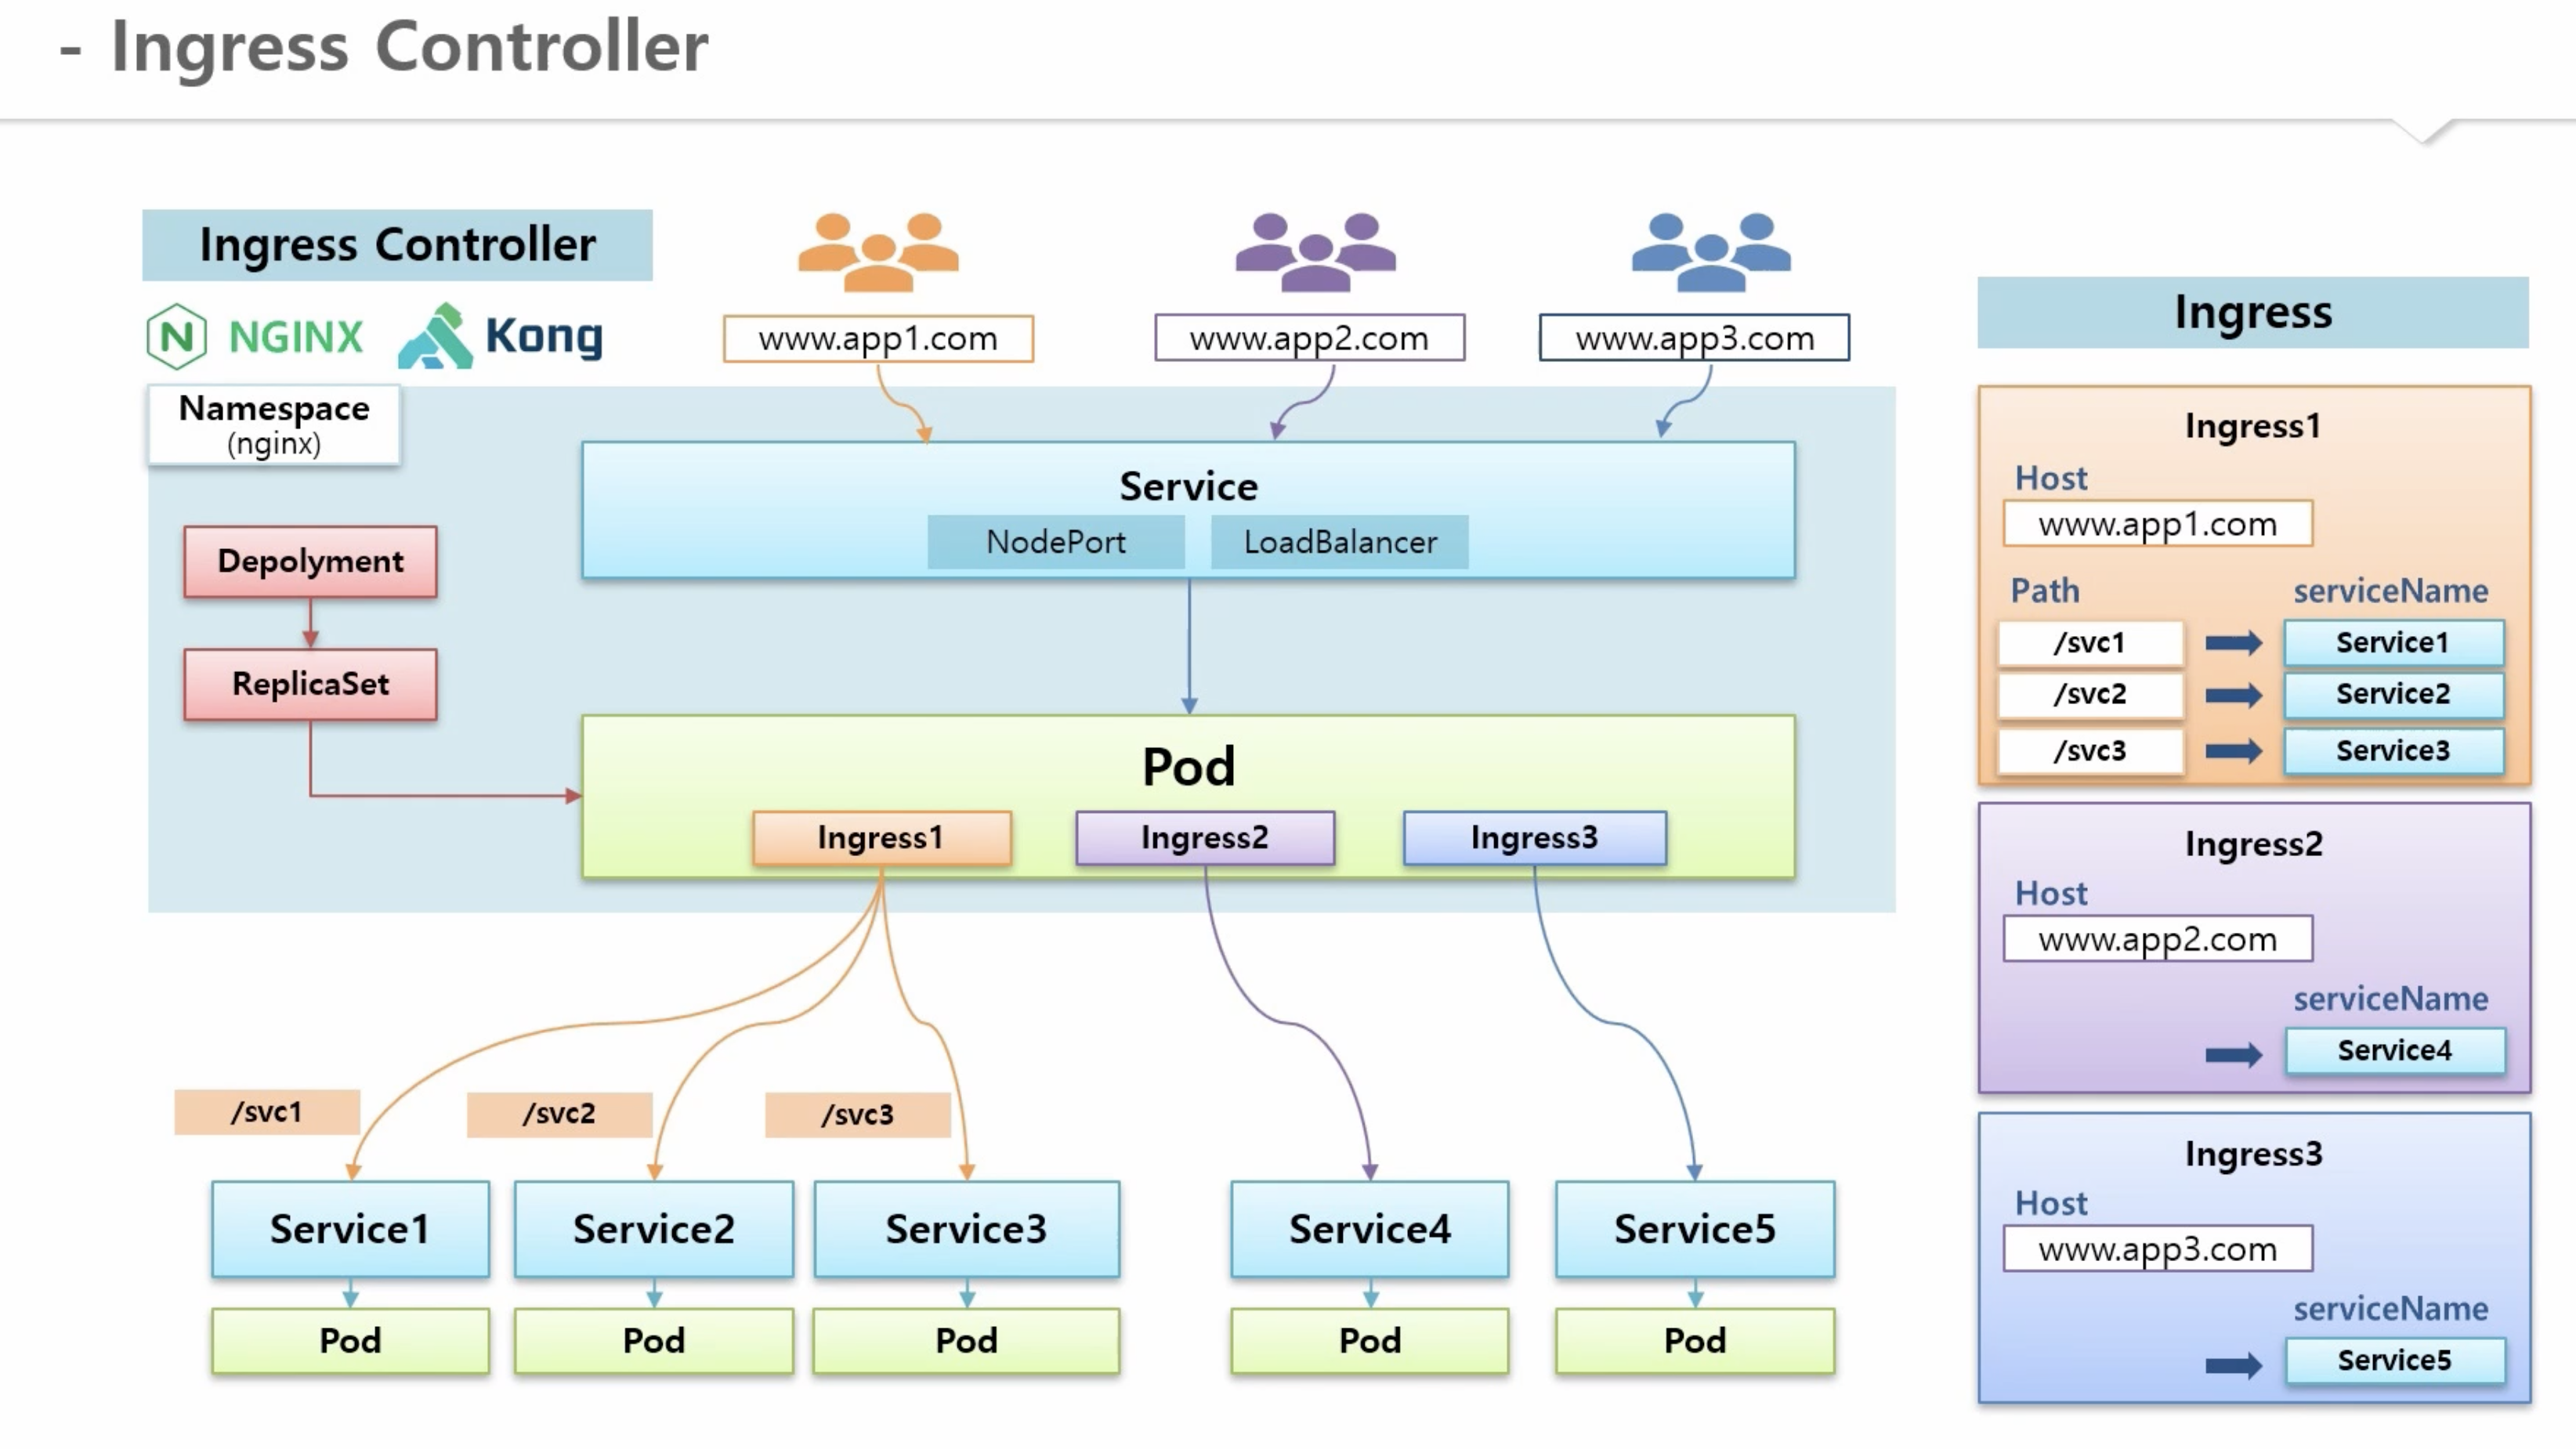 - Ingress Controller
Ingress Controller
NGINX
Kong
www.app1.com
www.app2.com
www.app3.com
Namespace
(nginx)
Service
NodePort
LoadBalancer
Depolyment
ReplicaSet
Pod
Ingress1
Ingress2
Ingress3
/svc1
/svc2
/svc3
Service1
Service2
Service3
Service4
Service5
Pod
Pod
Pod
Pod
Pod
Ingress
Ingress1
Host
www.app1.com
Path
serviceName
/svc1
Service1
/svc2
Service2
/svc3
Service3
Ingress2
Host
www.app2.com
serviceName
Service4
Ingress3
Host
www.app3.com
serviceName
Service5